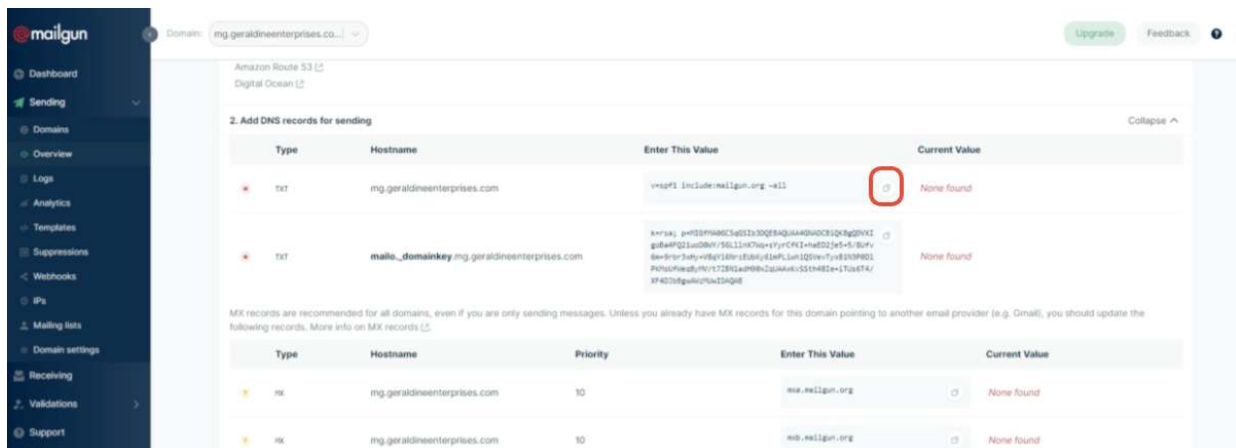 mailgun
Domain: mg.geraldineenterprises.co...
Upgrade
Feedback
Dashboard
Sending
Domains
Overview
Logs
Analytics
Templates
Suppressions
Webhooks
IPs
Mailing lists
Domain settings
Receiving
Validations
Support
Amazon Route 53
Digital Ocean
2. Add DNS records for sending
Collapse
Type Hostname Enter This Value Current Value
TXT mg.geraldineenterprises.com v=spf1 include:mailgun.org ~all None found
TXT mailo._domainkey.mg.geraldineenterprises.com None found
MX records are recommended for all domains, even if you are only sending messages. Unless you already have MX records for this domain pointing to another email provider (e.g. Gmail), you should update the
following records. More info on MX records
Type Hostname Priority Enter This Value Current Value
MX mg.geraldineenterprises.com 10 mxa.mailgun.org None found
MX mg.geraldineenterprises.com 10 mxb.mailgun.org None found